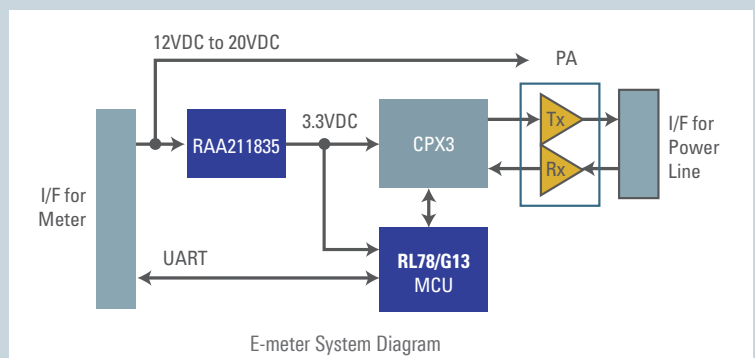 12VDC to 20VDC
PA
3.3VDC
RAA211835
CPX3
Tx
Rx
I/F for
Power
Line
I/F for
Meter
UART
RL78/G13
MCU
E-meter System Diagram